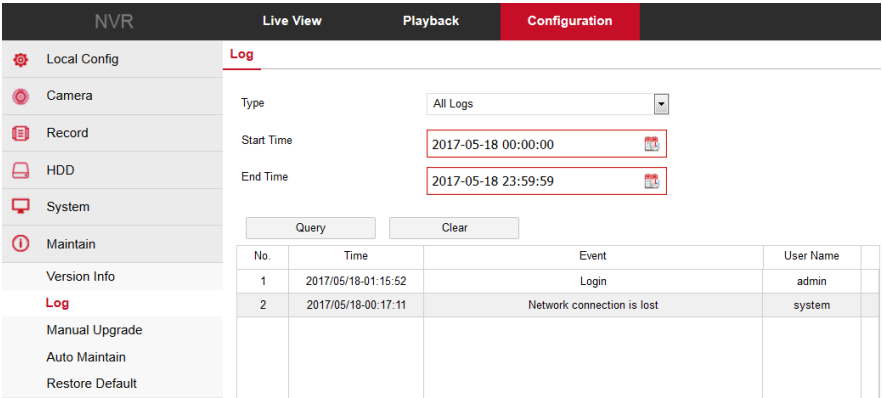 NVR Live View Playback Configuration
Local Config
Camera
Record
HDD
System
Maintain
Version Info
Log
Manual Upgrade
Auto Maintain
Restore Default
Log
Type All Logs
Start Time 2017-05-18 00:00:00
End Time 2017-05-18 23:59:59
Query Clear
No. Time Event User Name
1 2017/05/18-01:15:52 Login admin
2 2017/05/18-00:17:11 Network connection is lost system